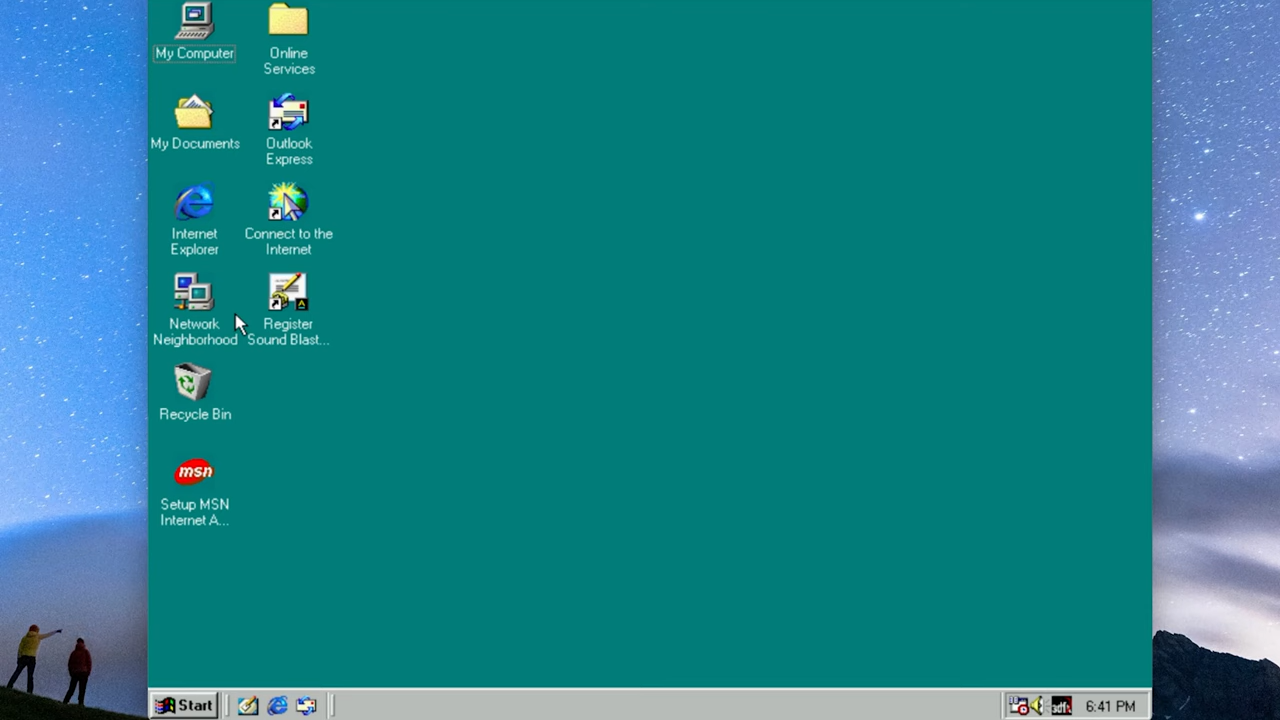 My Computer
Online
Services
My Documents
Outlook
Express
Internet
Explorer
Connect to the
Internet
Network
Neighborhood
Register
Sound Blast...
Recycle Bin
msn
Setup MSN
Internet A...
Start
3dfx
6:41 PM